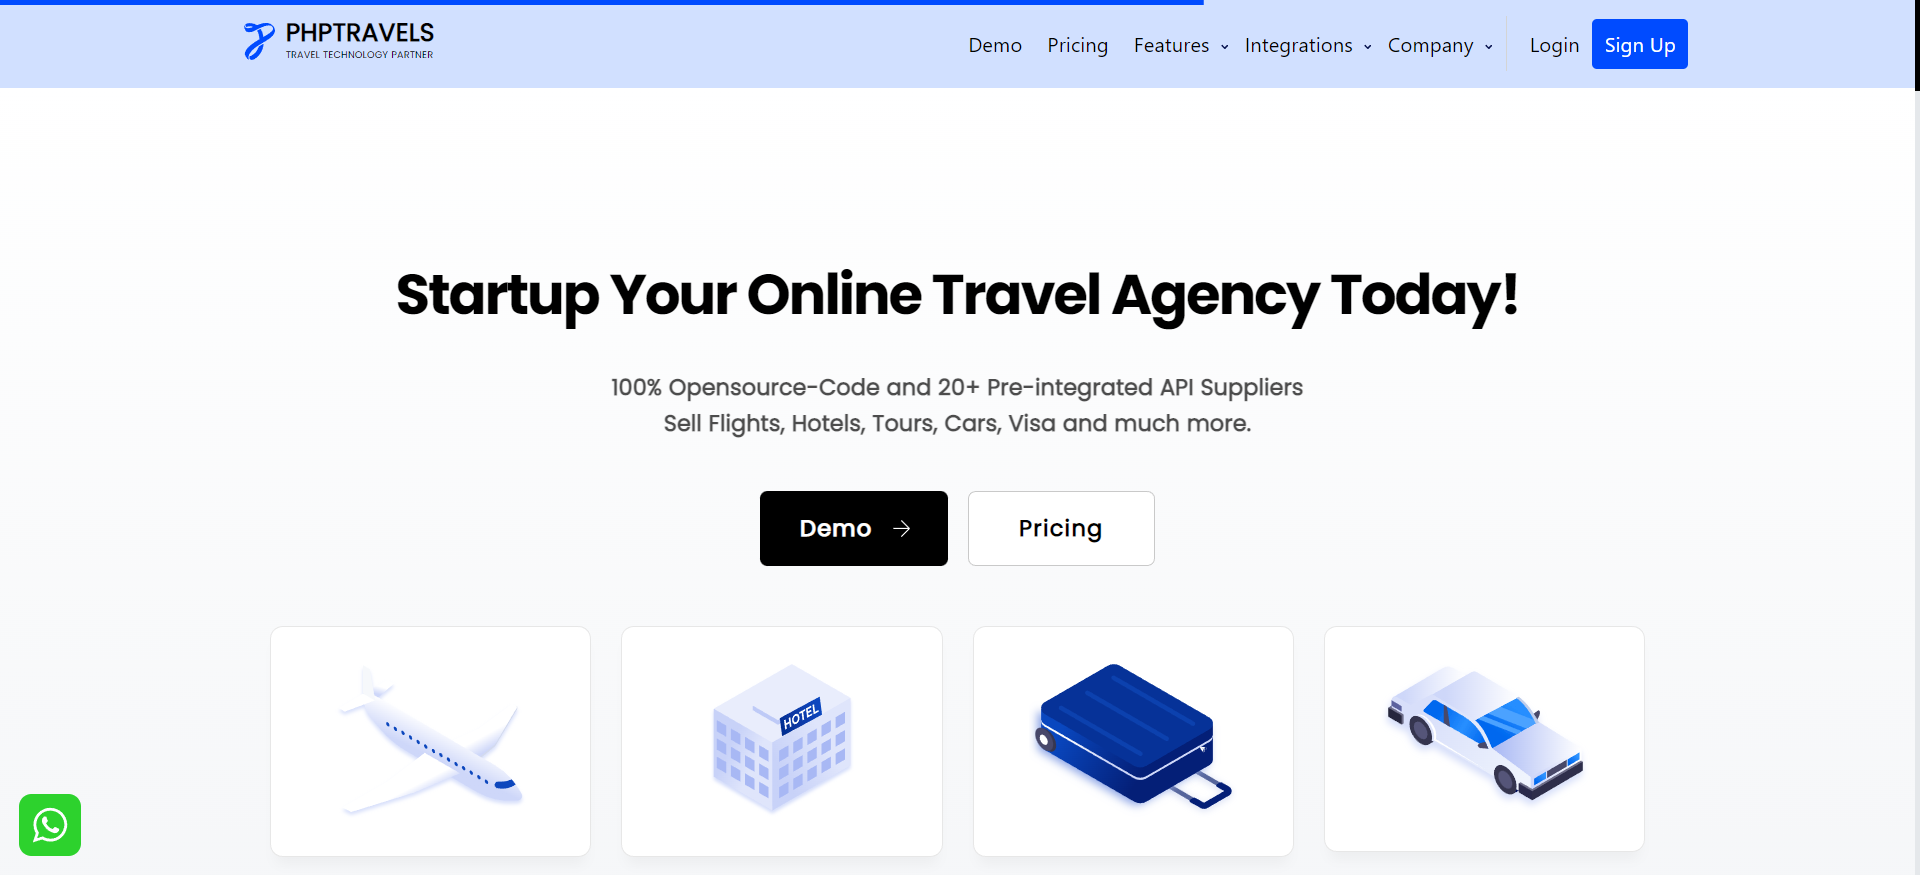 PHPTRAVELS
TRAVEL TECHNOLOGY PARTNER
Demo Pricing Features Integrations Company Login Sign Up
Startup Your Online Travel Agency Today!
100% Opensource-Code and 20+ Pre-integrated API Suppliers
Sell Flights, Hotels, Tours, Cars, Visa and much more.
Demo Pricing
HOTEL